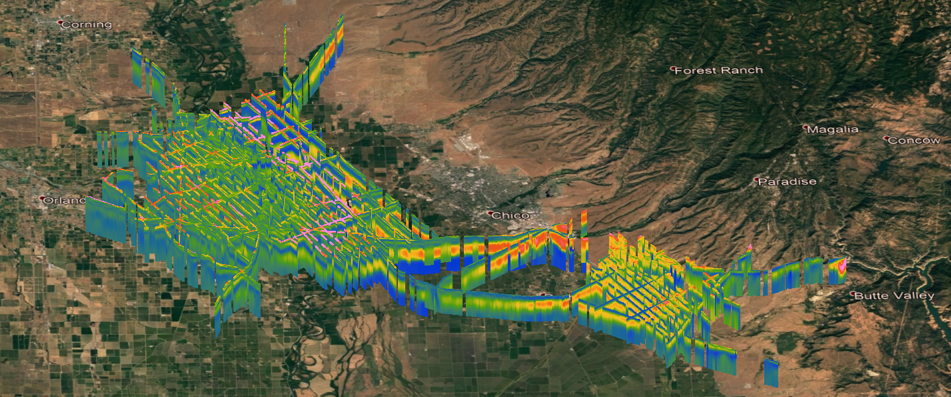 Corning
Forest Ranch
Magalia
Concow
Paradise
Orland
Chico
Butte Valley